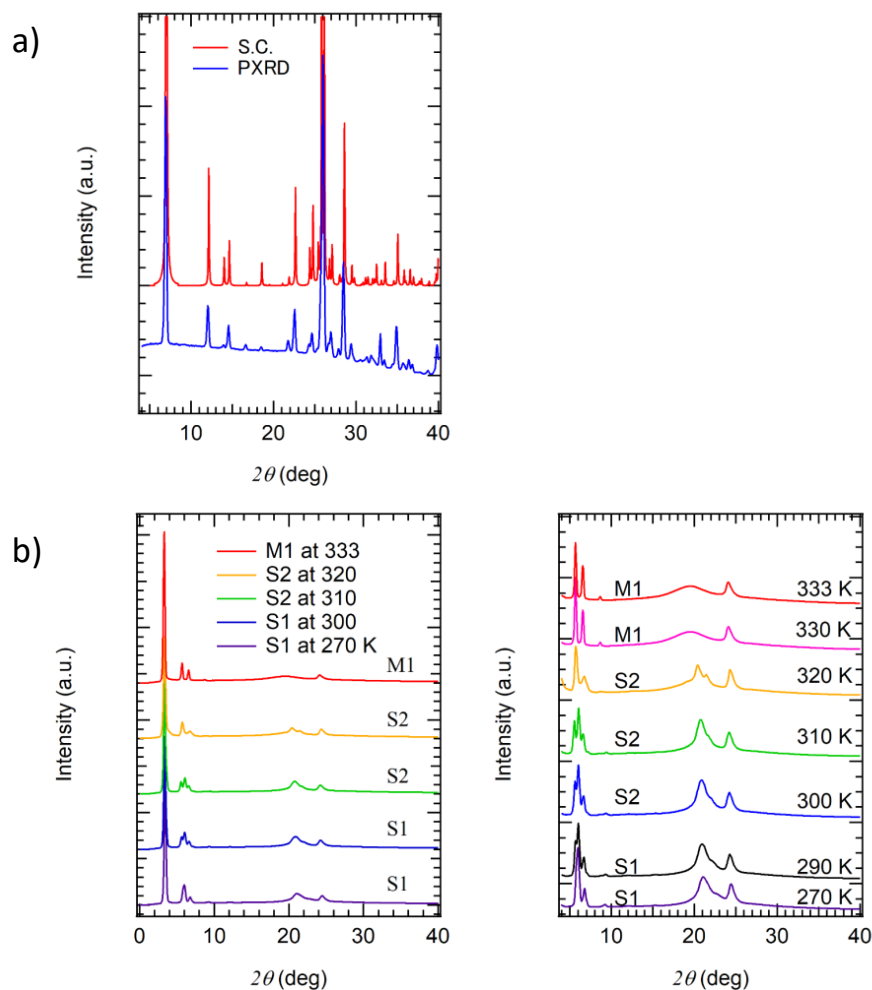 a)
S.C.
PXRD
Intensity (a.u.)
10 20 30 40
2θ (deg)
b)
M1 at 333
S2 at 320
S2 at 310
S1 at 300
S1 at 270 K
M1
S2
S2
S1
S1
Intensity (a.u.)
0 10 20 30 40
2θ (deg)
M1 333 K
M1 330 K
S2 320 K
S2 310 K
S2 300 K
S1 290 K
S1 270 K
Intensity (a.u.)
10 20 30 40
2θ (deg)